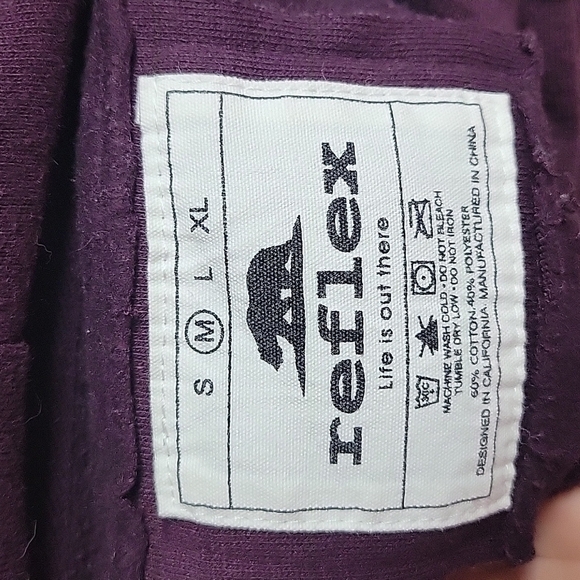 S M L XL
reflex
Life is out there
30C
MACHINE WASH COLD • DO NOT BLEACH
TUMBLE DRY LOW • DO NOT IRON
60% COTTON 40% POLYESTER
DESIGNED IN CALIFORNIA MANUFACTURED IN CHINA